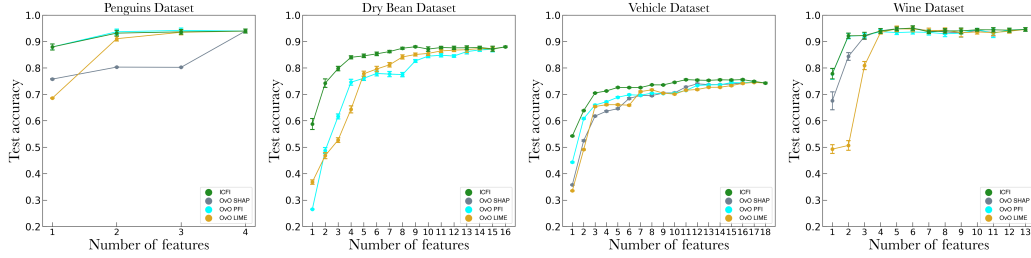 Penguins Dataset
Test accuracy
1.0
0.9
0.8
0.7
0.6
0.5
0.4
0.3
0.2
ICFI
OvO SHAP
OvO PFI
OvO LIME
1 2 3 4
Number of features
Dry Bean Dataset
Test accuracy
1.0
0.9
0.8
0.7
0.6
0.5
0.4
0.3
0.2
ICFI
OvO SHAP
OvO PFI
OvO LIME
1 2 3 4 5 6 7 8 9 10 11 12 13 14 15 16
Number of features
Vehicle Dataset
Test accuracy
1.0
0.9
0.8
0.7
0.6
0.5
0.4
0.3
0.2
ICFI
OvO SHAP
OvO PFI
OvO LIME
1 2 3 4 5 6 7 8 9 10 11 12 13 14 15 16 17 18
Number of features
Wine Dataset
Test accuracy
1.0
0.9
0.8
0.7
0.6
0.5
0.4
0.3
0.2
ICFI
OvO SHAP
OvO PFI
OvO LIME
1 2 3 4 5 6 7 8 9 10 11 12 13
Number of features